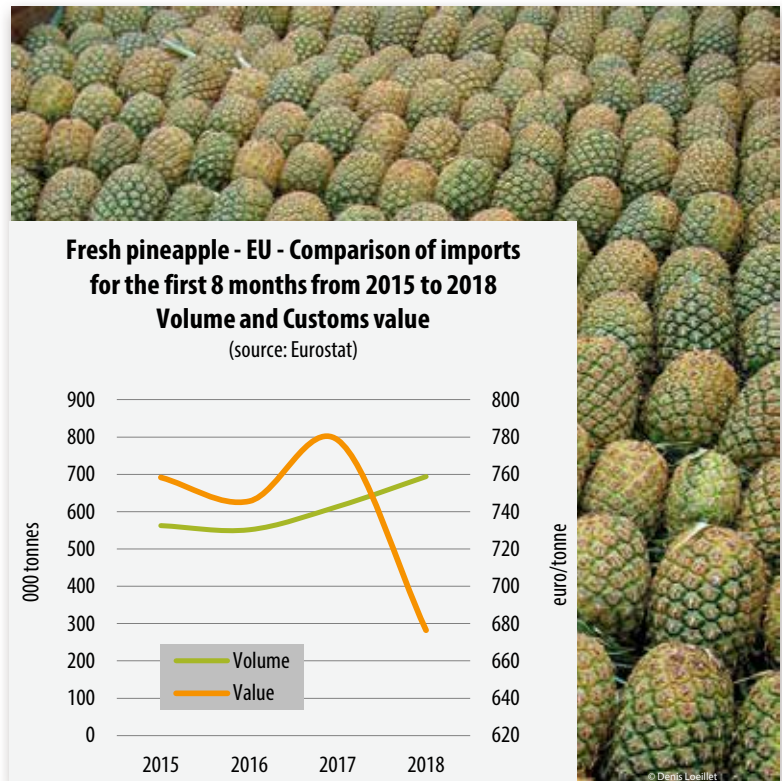 Fresh pineapple - EU - Comparison of imports
for the first 8 months from 2015 to 2018
Volume and Customs value
(source: Eurostat)
900
800
700
600
500
400
300
200
100
0
000 tonnes
800
780
760
740
720
700
680
660
640
620
euro/tonne
Volume
Value
2015 2016 2017 2018
© Denis Loeillet